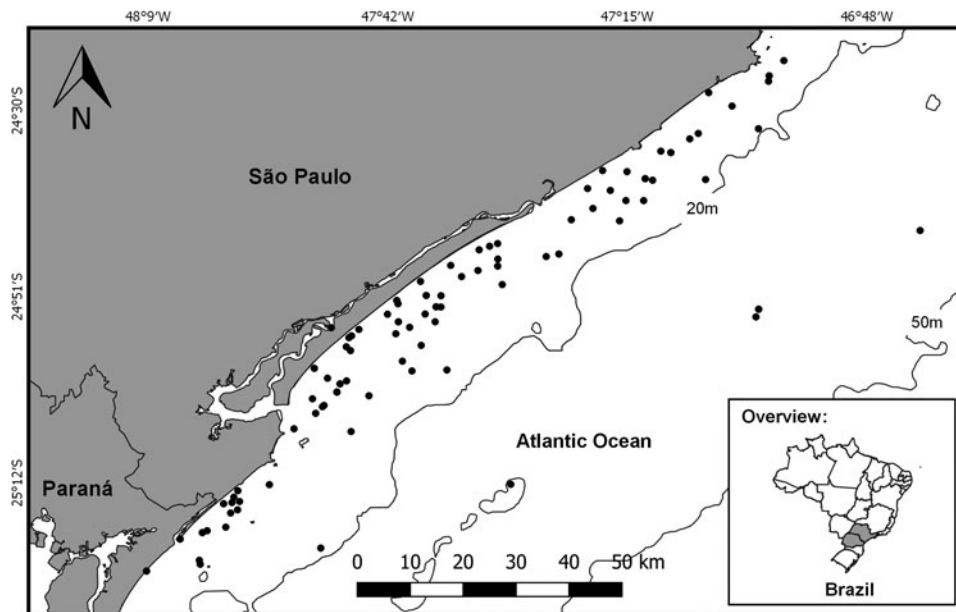 48°9'W
47°42'W
47°15'W
46°48'W
24°30'S
N
São Paulo
20m
24°51'S
50m
Overview:
Atlantic Ocean
Paraná
25°12'S
0 10 20 30 40 50 km
Brazil